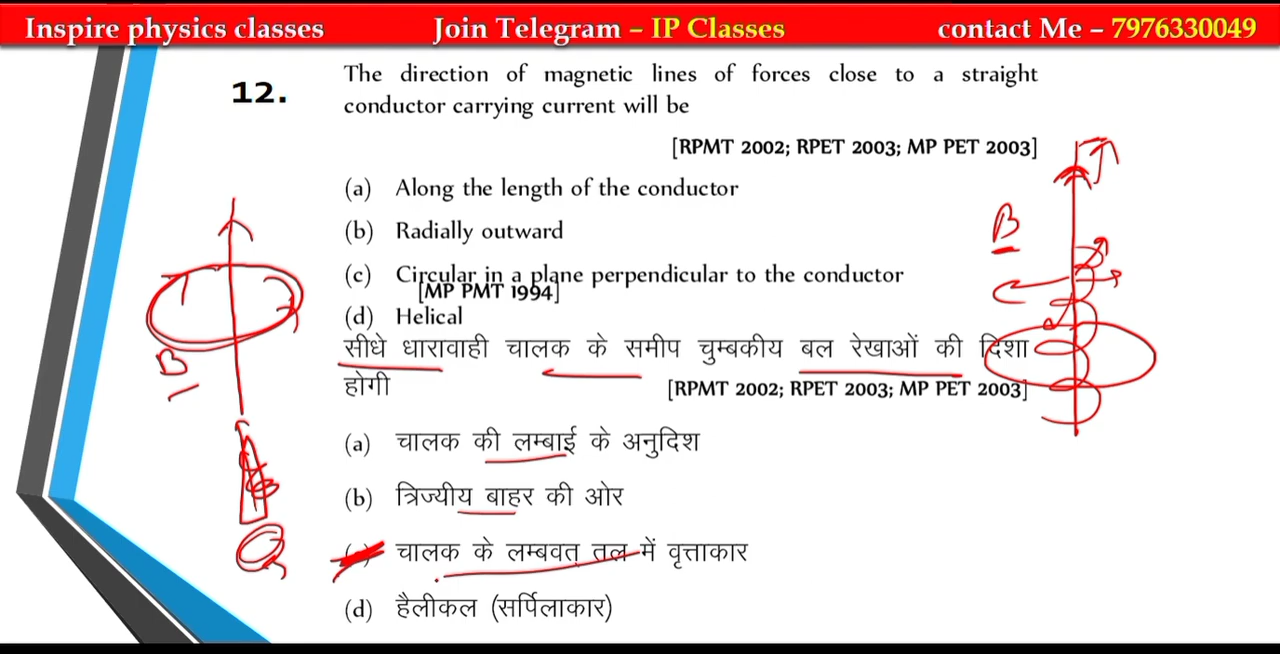 Inspire physics classes Join Telegram – IP Classes contact Me – 7976330049
12. The direction of magnetic lines of forces close to a straight
conductor carrying current will be
[RPMT 2002; RPET 2003; MP PET 2003]
(a) Along the length of the conductor
(b) Radially outward
(c) Circular in a plane perpendicular to the conductor
[MP PMT 1994]
(d) Helical
सीधे धारावाही चालक के समीप चुम्बकीय बल रेखाओं की दिशा
होगी [RPMT 2002; RPET 2003; MP PET 2003]
(a) चालक की लम्बाई के अनुदिश
(b) त्रिज्यीय बाहर की ओर
चालक के लम्बवत् तल में वृत्ताकार
(d) हैलीकल (सर्पिलाकार)
B
B